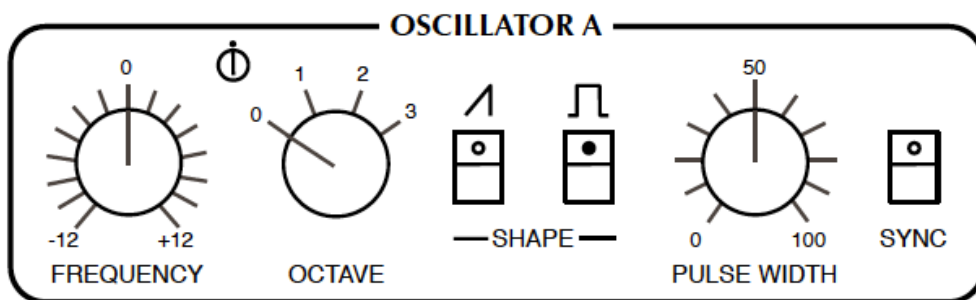 OSCILLATOR A
0
1 2
0 3
50
-12 +12
0 100
FREQUENCY
OCTAVE
SHAPE
PULSE WIDTH
SYNC